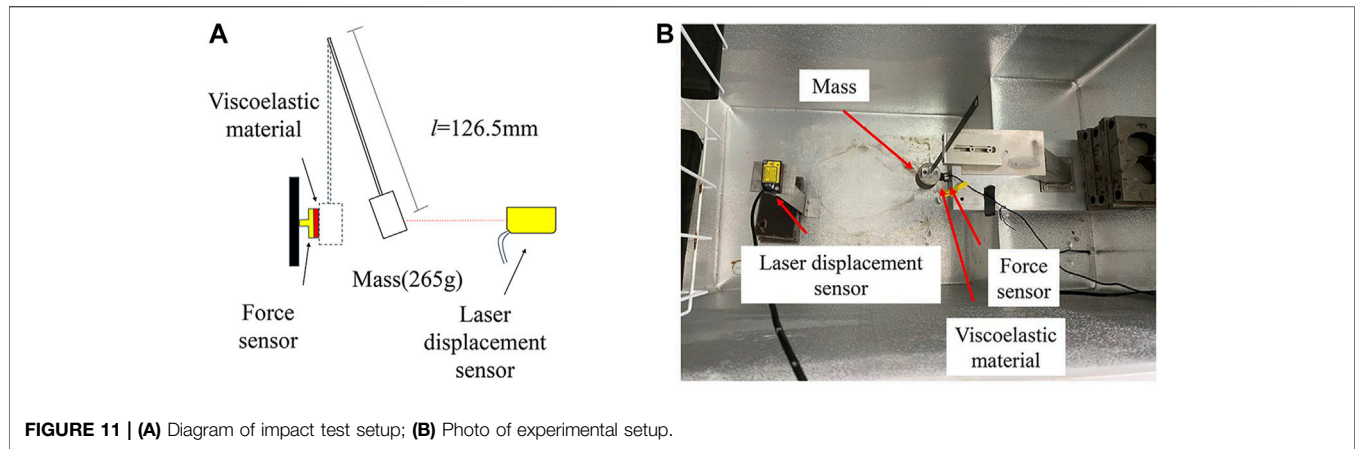 A
Viscoelastic
material
l=126.5mm
Mass(265g)
Force
sensor
Laser
displacement
sensor
B
Mass
Laser displacement
sensor
Force
sensor
Viscoelastic
material
FIGURE 11 | (A) Diagram of impact test setup; (B) Photo of experimental setup.